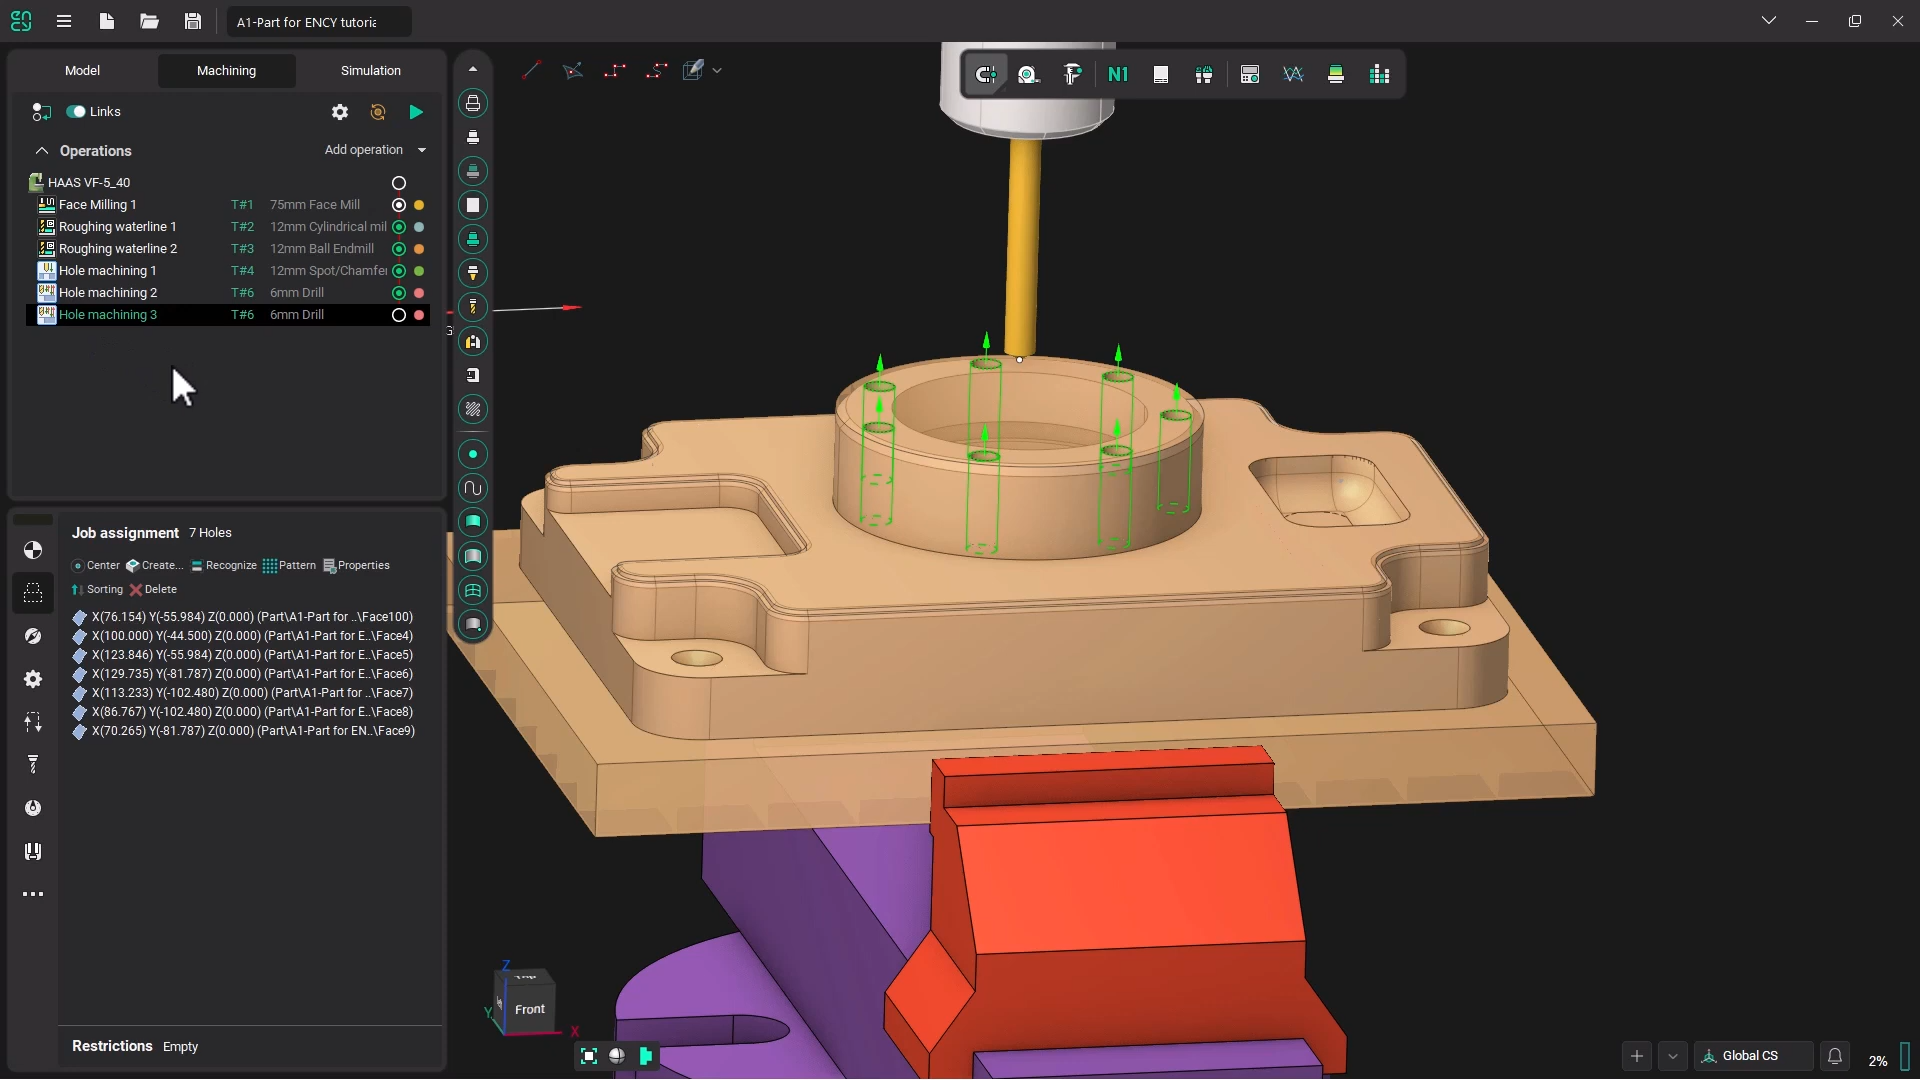 A1-Part for ENCY tutoria
Model
Machining
Simulation
Links
N1
Operations
Add operation
HAAS VF-5_40
Face Milling 1 T#1 75mm Face Mill
Roughing waterline 1 T#2 12mm Cylindrical mil
Roughing waterline 2 T#3 12mm Ball Endmill
Hole machining 1 T#4 12mm Spot/Chamfer
Hole machining 2 T#6 6mm Drill
Hole machining 3 T#6 6mm Drill
Job assignment 7 Holes
Center Create... Recognize Pattern Properties
Sorting Delete
X(76.154) Y(-55.984) Z(0.000) (Part\A1-Part for ..\Face100)
X(100.000) Y(-44.500) Z(0.000) (Part\A1-Part for E..\Face4)
X(123.846) Y(-55.984) Z(0.000) (Part\A1-Part for E..\Face5)
X(129.735) Y(-81.787) Z(0.000) (Part\A1-Part for E..\Face6)
X(113.233) Y(-102.480) Z(0.000) (Part\A1-Part for ..\Face7)
X(86.767) Y(-102.480) Z(0.000) (Part\A1-Part for E..\Face8)
X(70.265) Y(-81.787) Z(0.000) (Part\A1-Part for EN..\Face9)
Z
Front
Y
X
Restrictions Empty
Global CS
2%